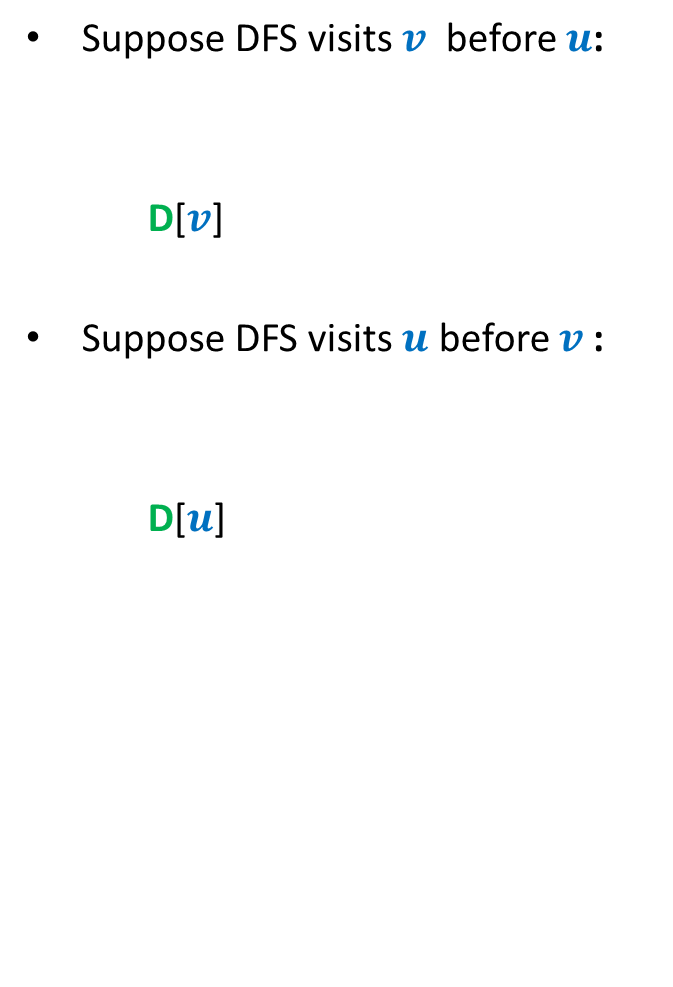 • Suppose DFS visits v before u:
D[v]
• Suppose DFS visits u before v :
D[u]